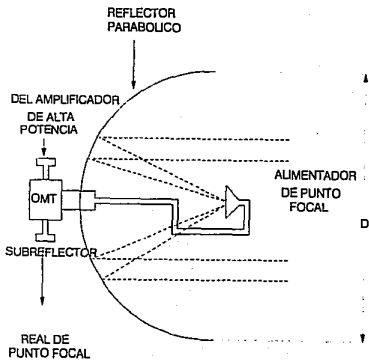 REFLECTOR
PARABOLICO
DEL AMPLIFICADOR
DE ALTA
POTENCIA
OMT
SUBREFLECTOR
REAL DE
PUNTO FOCAL
ALIMENTADOR
DE PUNTO
FOCAL
D